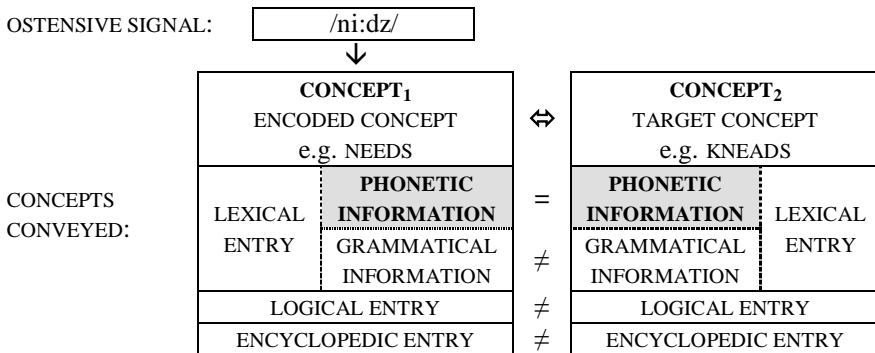 OSTENSIVE SIGNAL: /ni:dz/
↓
CONCEPT1 CONCEPT2
ENCODED CONCEPT ⇔ TARGET CONCEPT
e.g. NEEDS e.g. KNEADS
PHONETIC = PHONETIC
CONCEPTS LEXICAL INFORMATION INFORMATION LEXICAL
CONVEYED: ENTRY GRAMMATICAL ≠ GRAMMATICAL ENTRY
INFORMATION INFORMATION
LOGICAL ENTRY ≠ LOGICAL ENTRY
ENCYCLOPEDIC ENTRY ≠ ENCYCLOPEDIC ENTRY